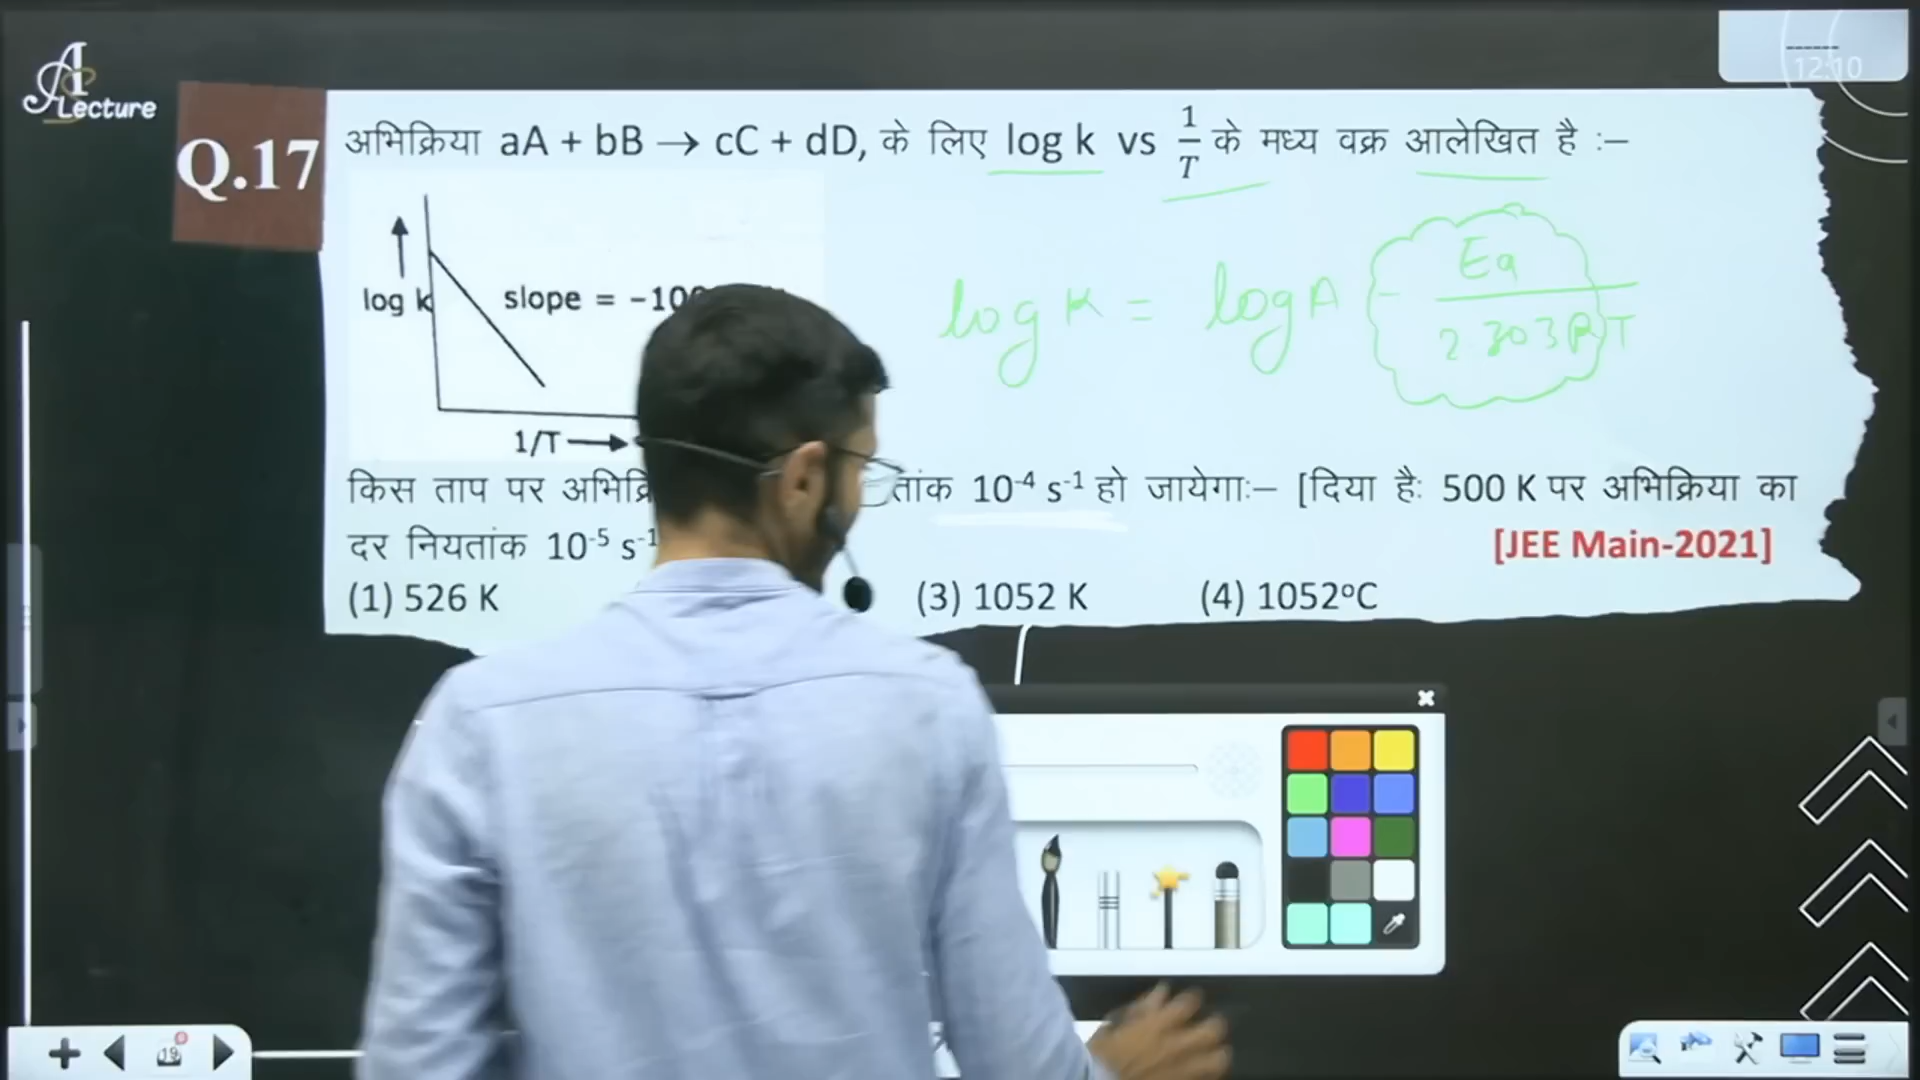 A
S
Lecture
12:10
Q.17
अभिक्रिया aA + bB → cC + dD, के लिए log k vs 1/T के मध्य वक्र आलेखित है :–
log k
slope =
1/T
log K = log A - Ea / 2.303RT
किस ताप पर 10⁻⁴ s⁻¹ हो जायेगा:– [दिया है: 500 K पर अभिक्रिया का
दर नियतांक 10⁻⁵ s⁻¹
[JEE Main-2021]
(1) 526 K (3) 1052 K (4) 1052°C
19